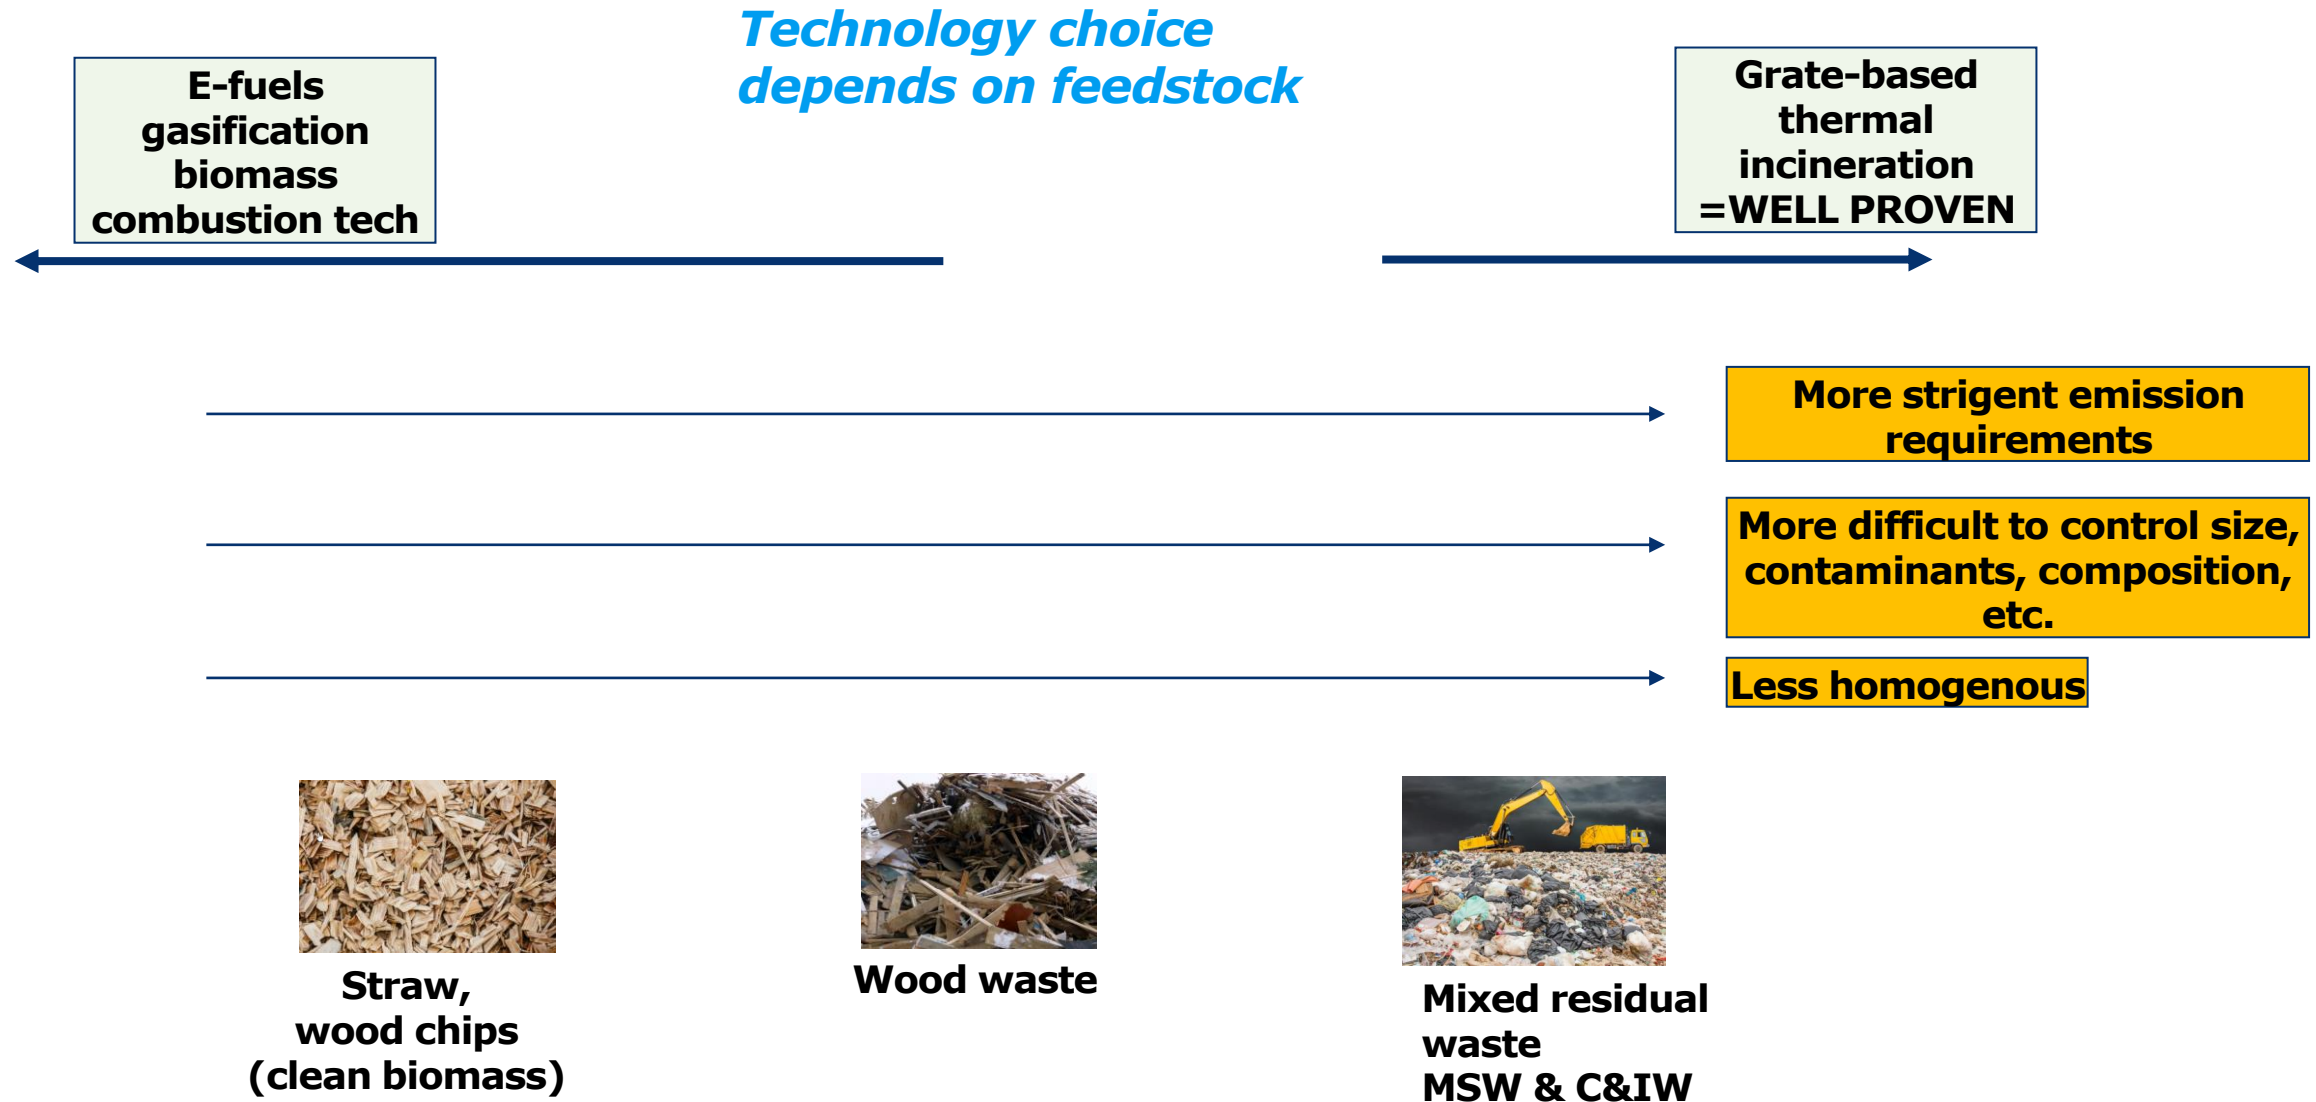 Technology choice
depends on feedstock
E-fuels
gasification
biomass
combustion tech
Grate-based
thermal
incineration
=WELL PROVEN
More strigent emission
requirements
More difficult to control size,
contaminants, composition,
etc.
Less homogenous
Straw,
wood chips
(clean biomass)
Wood waste
Mixed residual
waste
MSW & C&IW